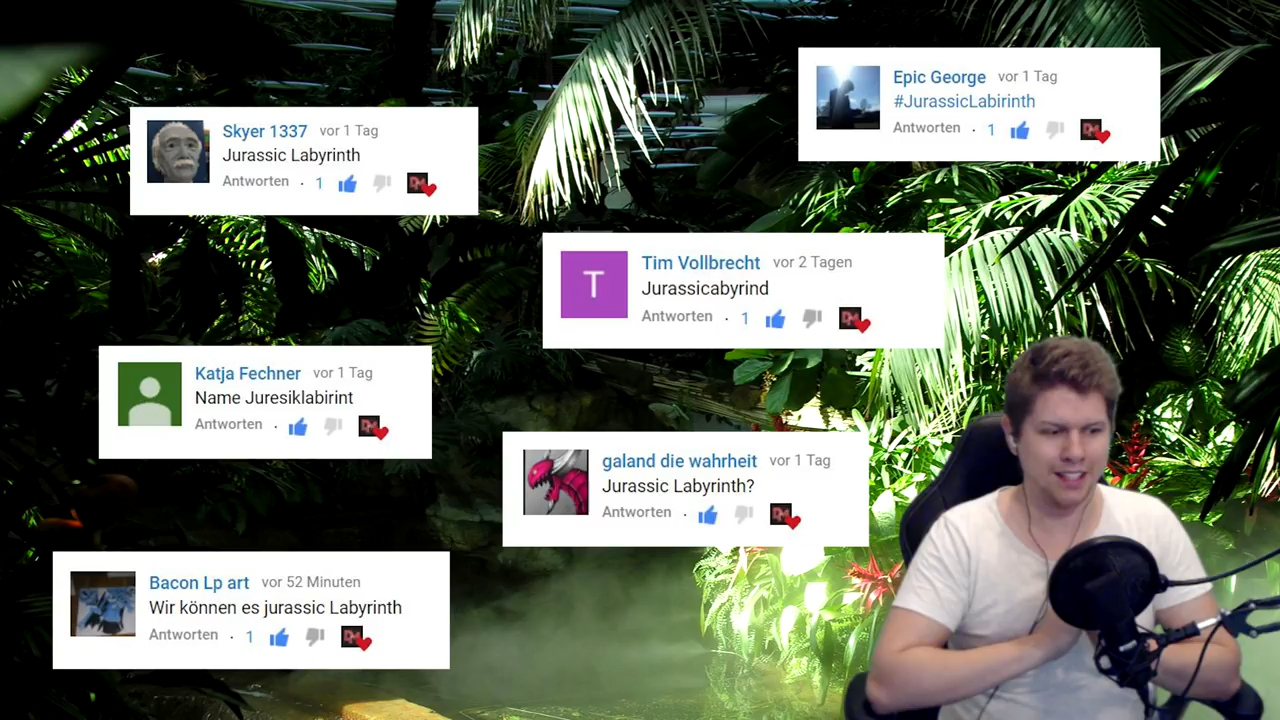 Epic George vor 1 Tag
#JurassicLabirinth
Antworten . 1
Skyer 1337 vor 1 Tag
Jurassic Labyrinth
Antworten . 1
Tim Vollbrecht vor 2 Tagen
T
Jurassicabyrind
Antworten . 1
Katja Fechner vor 1 Tag
Name Juresiklabirint
Antworten .
galand die wahrheit vor 1 Tag
Jurassic Labyrinth?
Antworten .
Bacon Lp art vor 52 Minuten
Wir können es jurassic Labyrinth
Antworten . 1